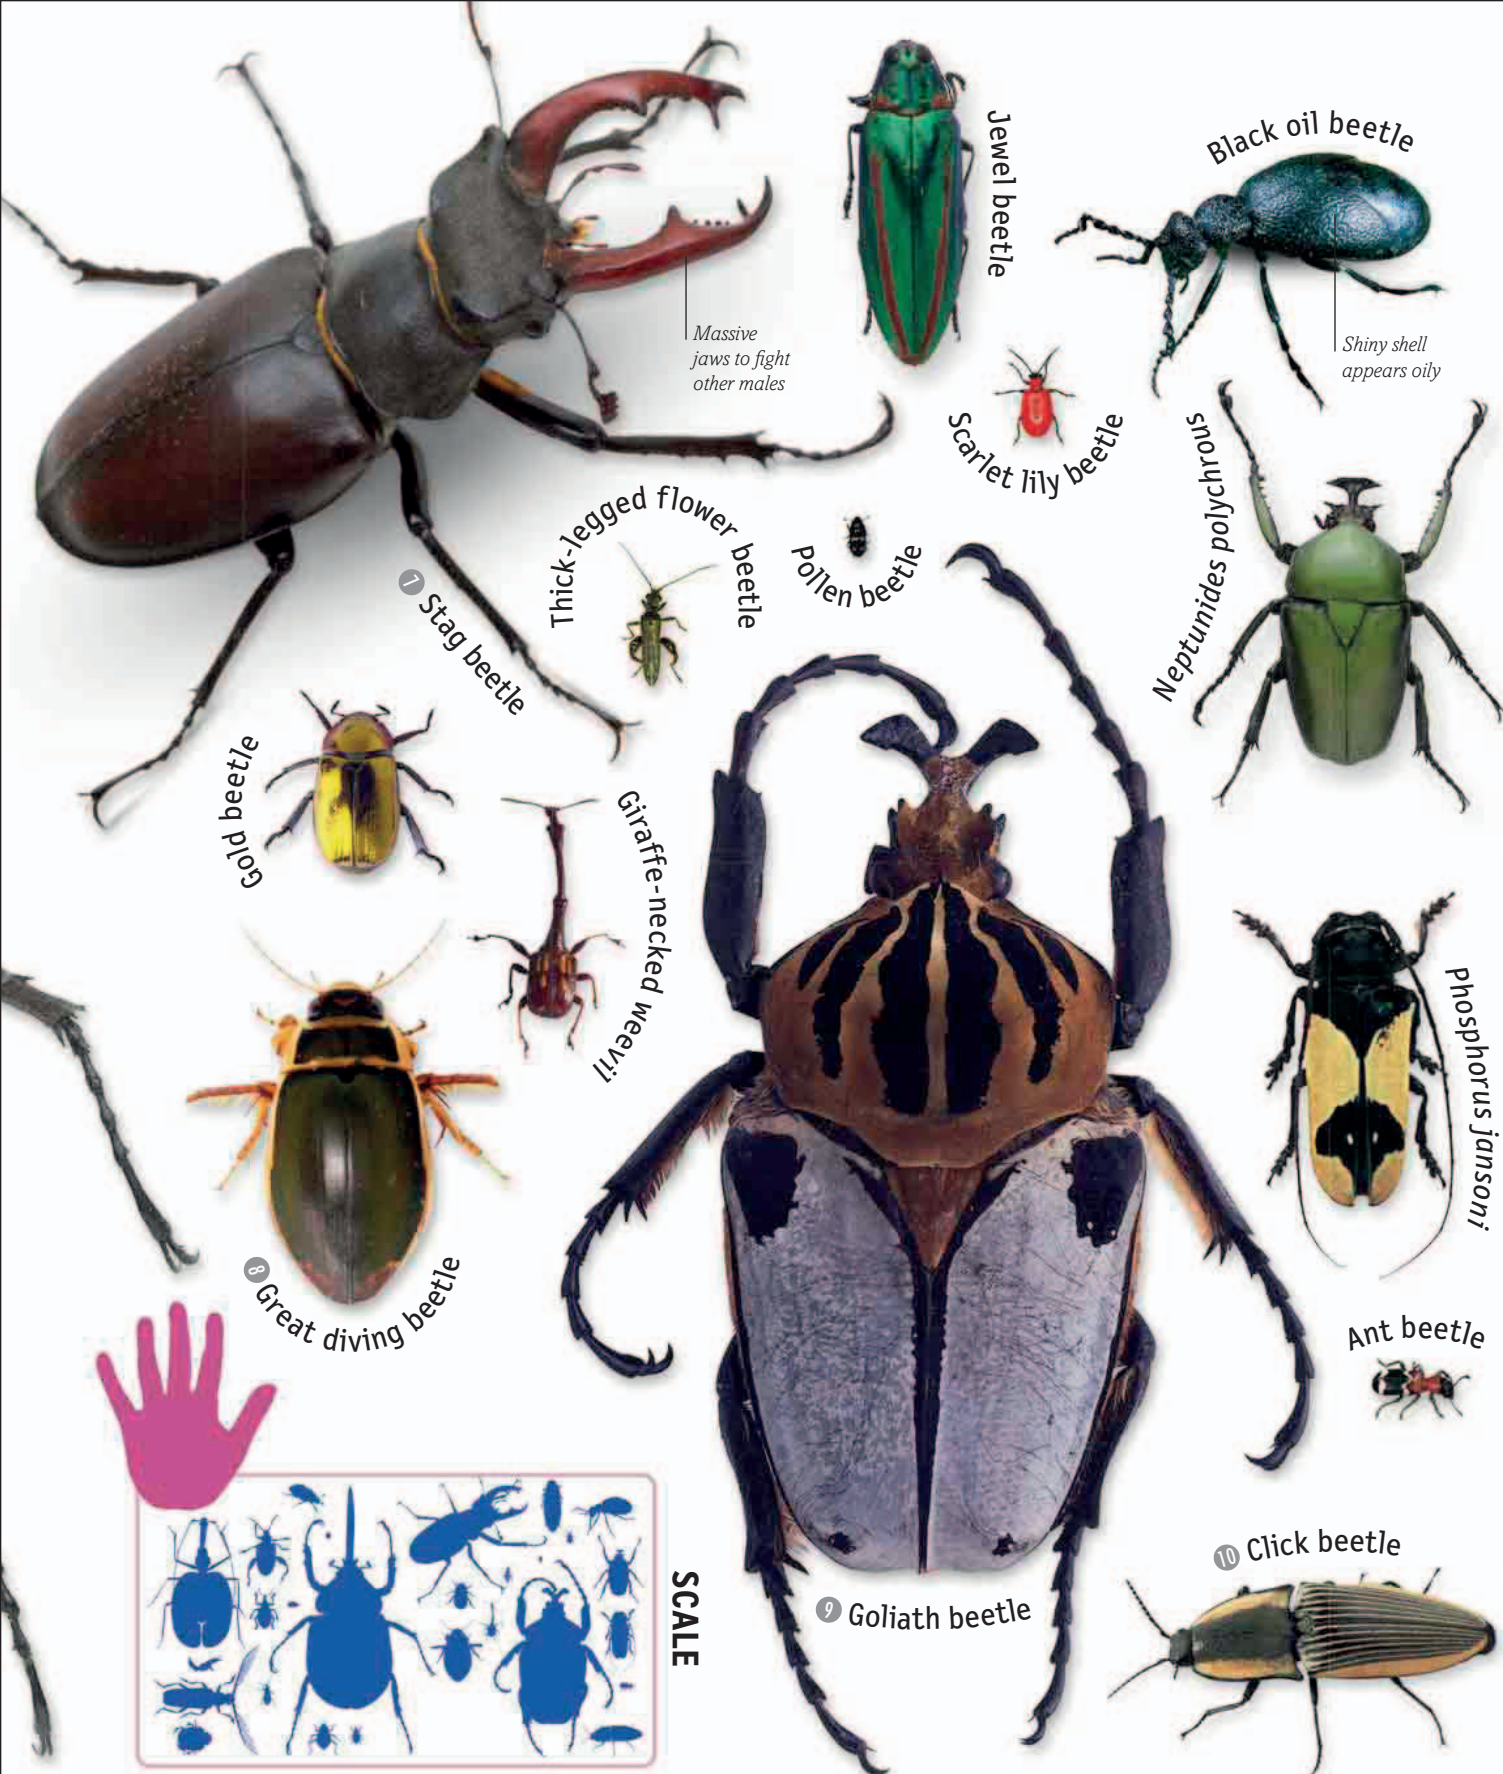 Jewel beetle
Black oil beetle
Massive
jaws to fight
other males
Shiny shell
appears oily
Scarlet lily beetle
Neptunides polychrous
Thick-legged flower beetle
Pollen beetle
7 Stag beetle
Gold beetle
Giraffe-necked weevil
Phosphorus jansoni
8 Great diving beetle
Ant beetle
10 Click beetle
9 Goliath beetle
SCALE